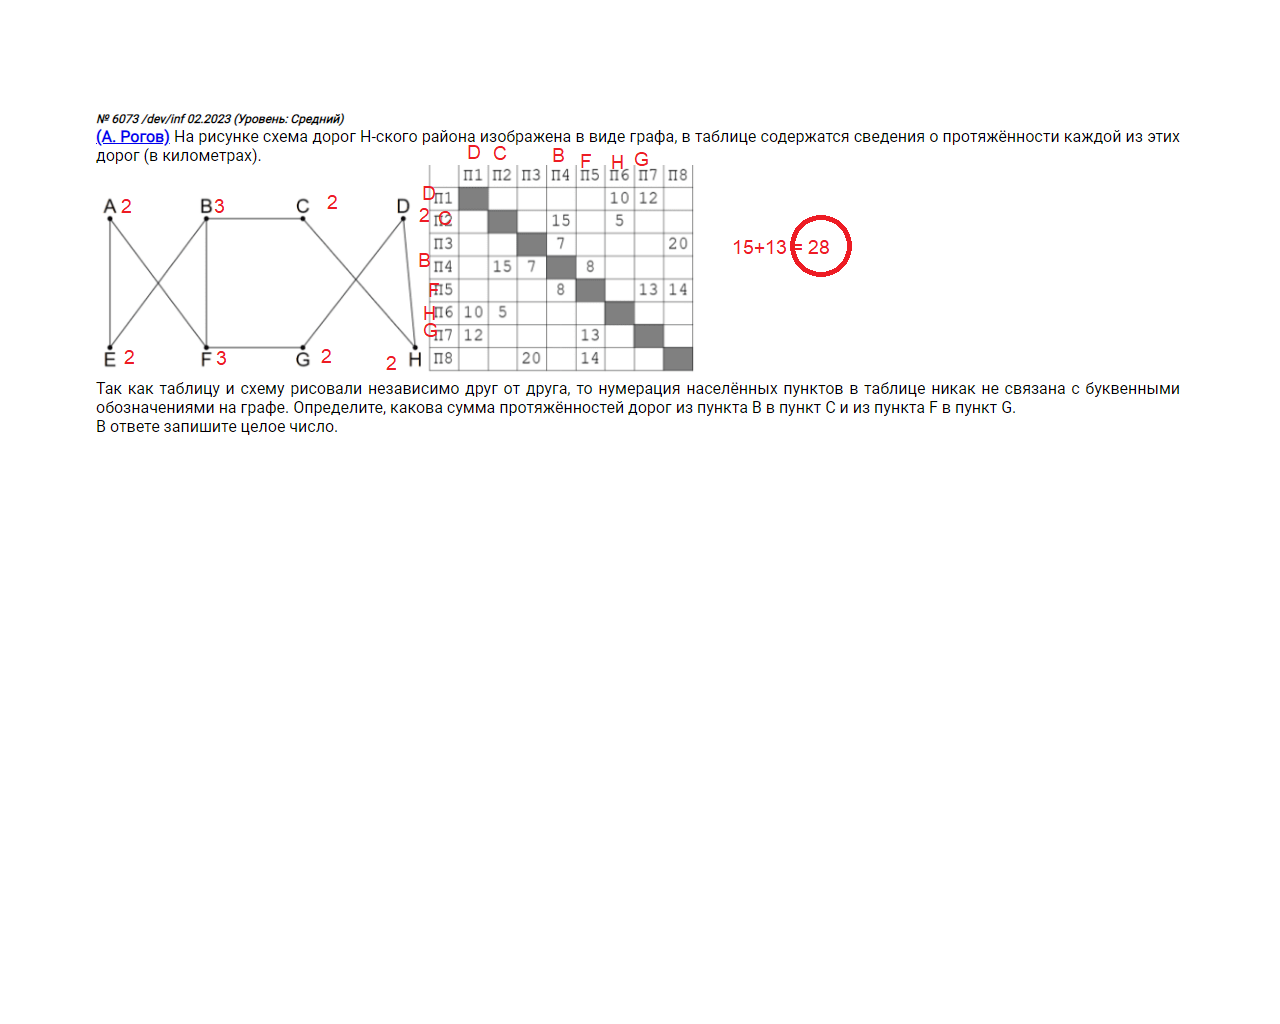 № 6073 /dev/inf 02.2023 (Уровень: Средний)
(А. Рогов) На рисунке схема дорог Н-ского района изображена в виде графа, в таблице содержатся сведения о протяжённости каждой из этих
дорог (в километрах).
D C B F H G
П1 П2 П3 П4 П5 П6 П7 П8
D П1 10 12
2 C П2 15 5
П3 7 20
B П4 15 7 8
F П5 8 13 14
H П6 10 5
G П7 12 13
П8 20 14
A 2 B 3 C 2 D
E 2 F 3 G 2 2 H
15+13 = 28
Так как таблицу и схему рисовали независимо друг от друга, то нумерация населённых пунктов в таблице никак не связана с буквенными
обозначениями на графе. Определите, какова сумма протяжённостей дорог из пункта B в пункт C и из пункта F в пункт G.
В ответе запишите целое число.